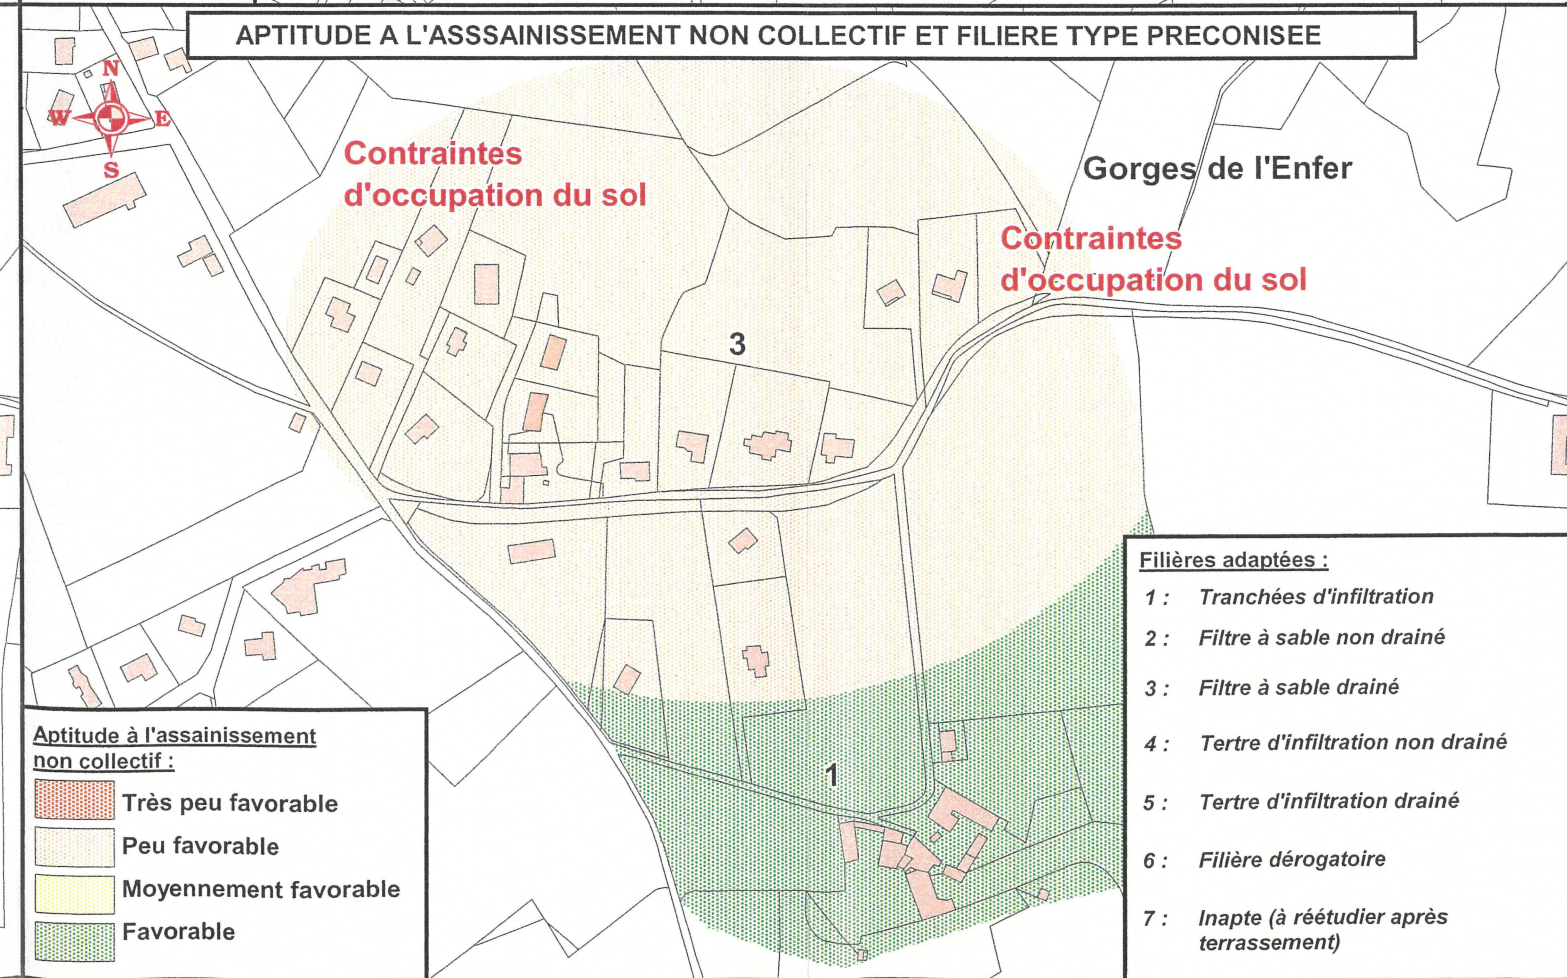 APTITUDE A L'ASSSAINISSEMENT NON COLLECTIF ET FILIERE TYPE PRECONISEE
N
W E
S
Contraintes
d'occupation du sol
Gorges de l'Enfer
Contraintes
d'occupation du sol
3
1
Aptitude à l'assainissement
non collectif :
Très peu favorable
Peu favorable
Moyennement favorable
Favorable
Filières adaptées :
1 : Tranchées d'infiltration
2 : Filtre à sable non drainé
3 : Filtre à sable drainé
4 : Tertre d'infiltration non drainé
5 : Tertre d'infiltration drainé
6 : Filière dérogatoire
7 : Inapte (à réétudier après
terrassement)